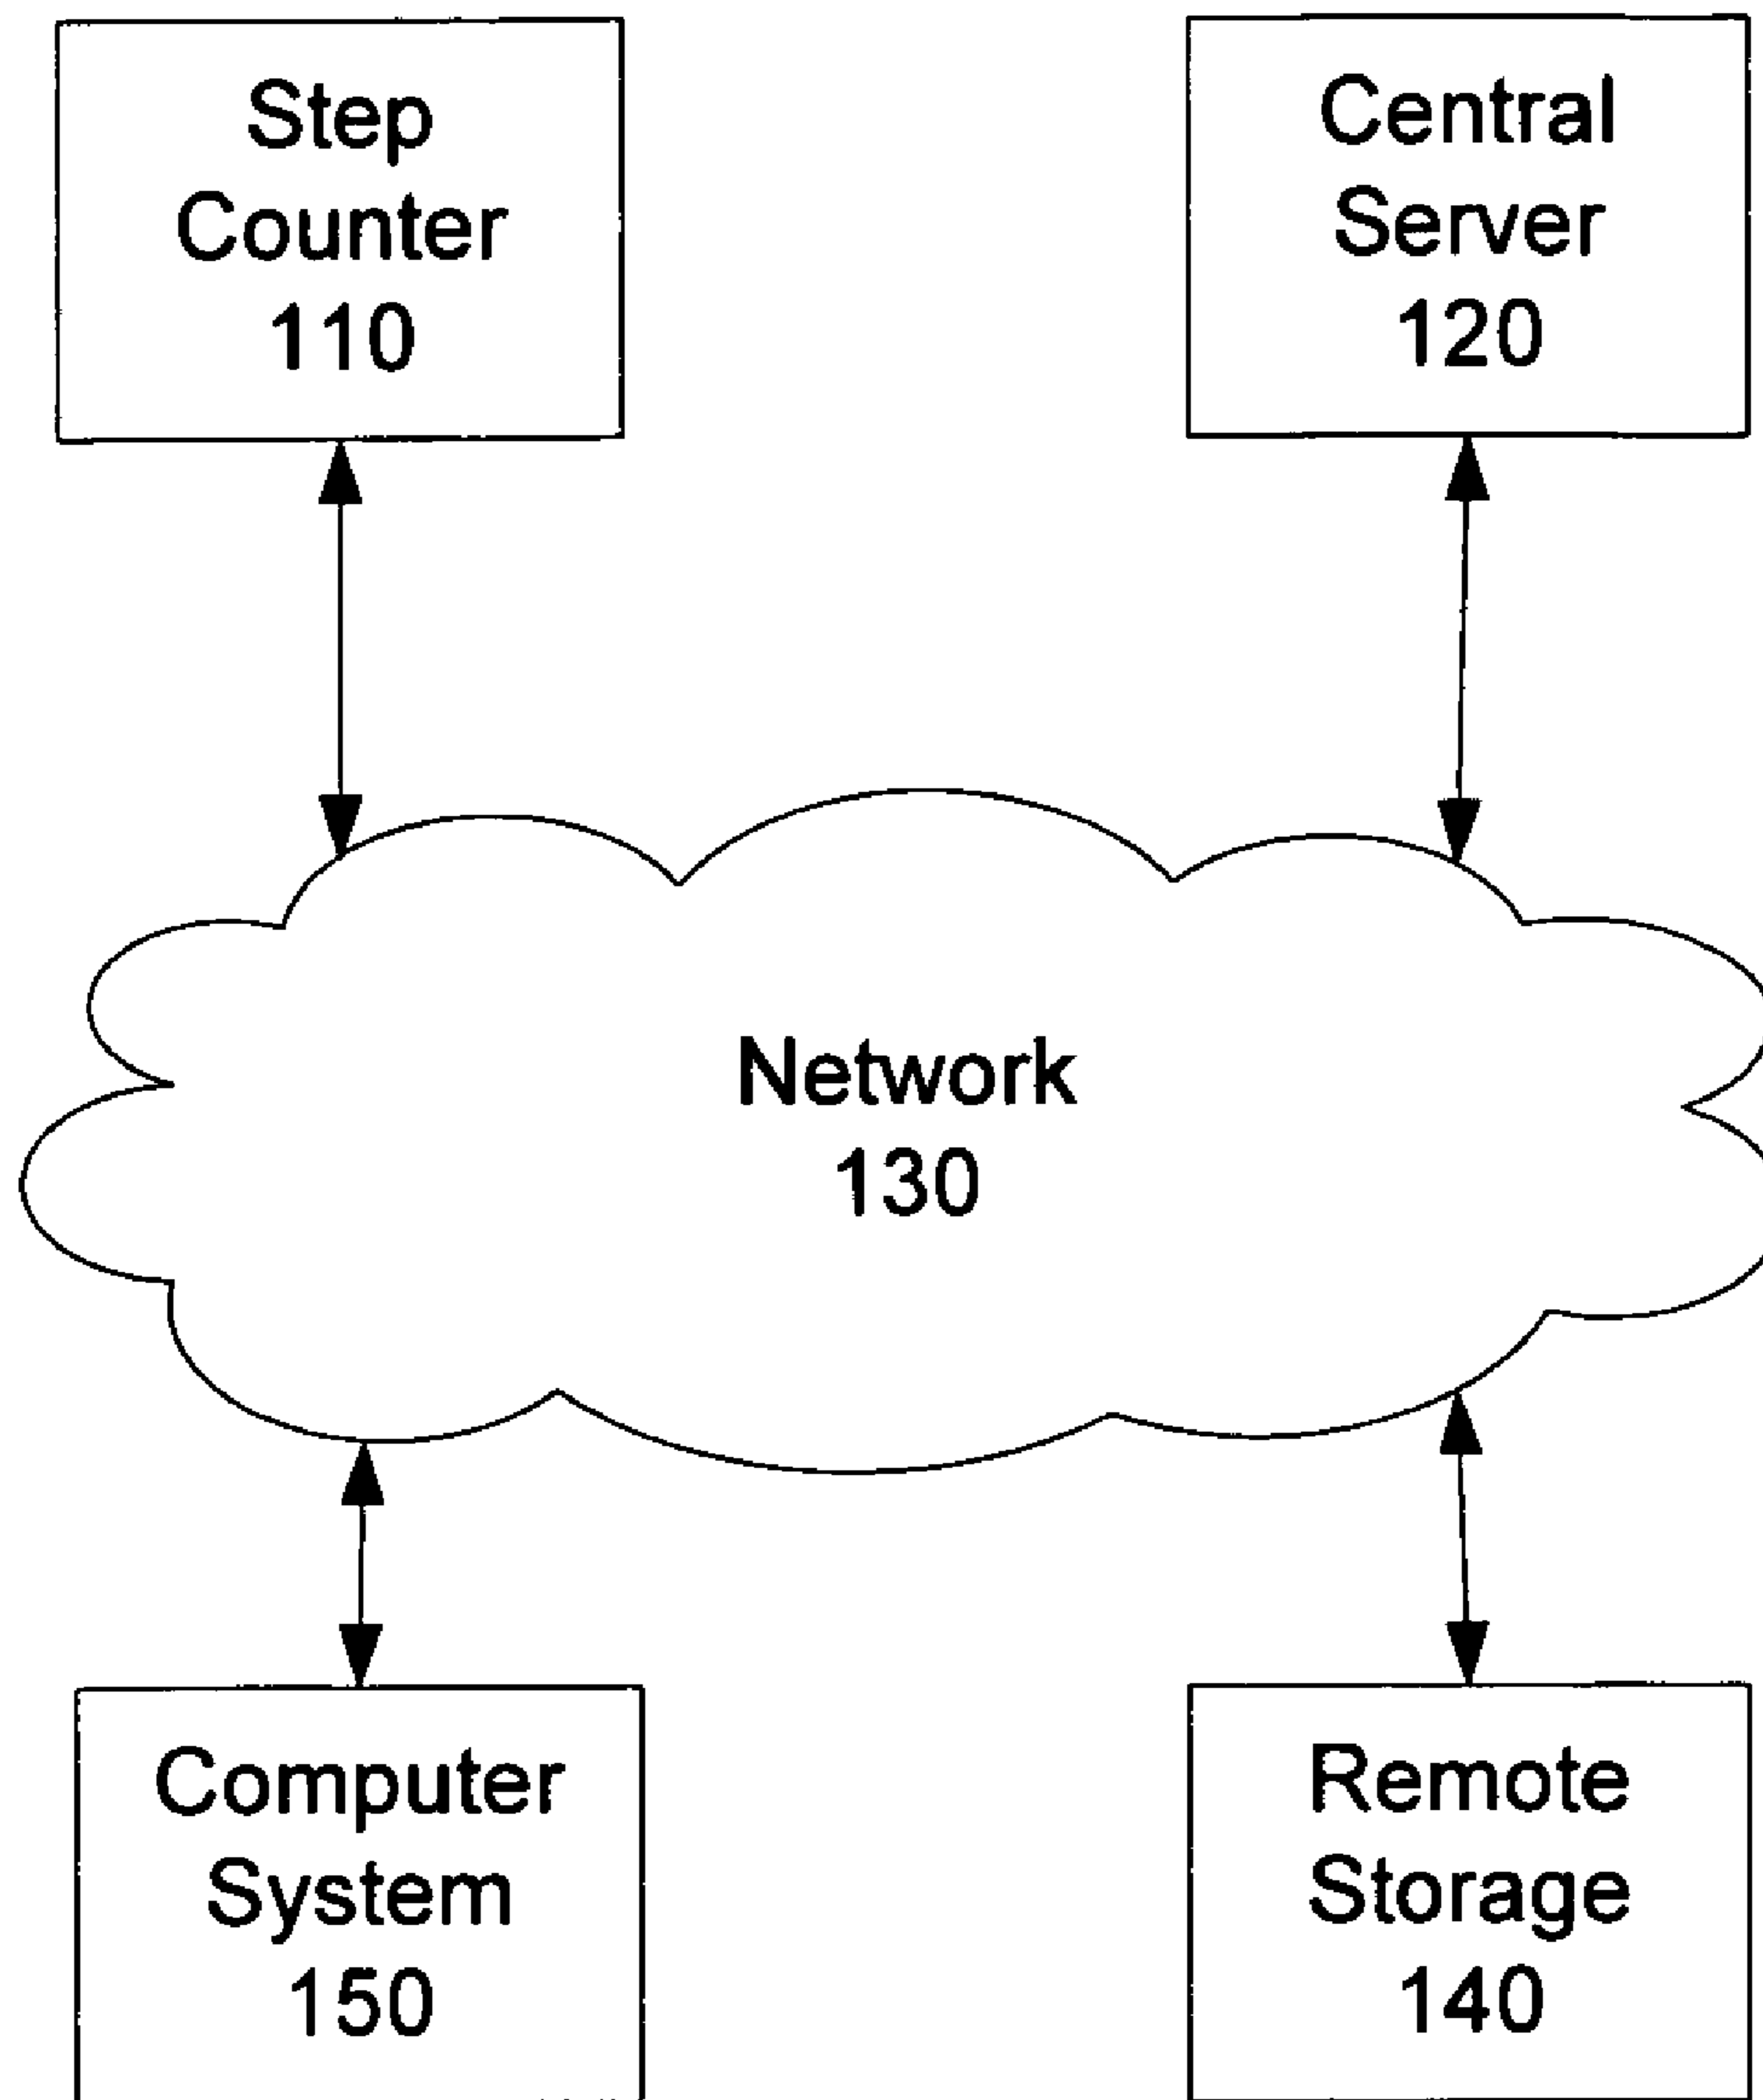 Step
Counter
110
Central
Server
120
Network
130
Computer
System
150
Remote
Storage
140